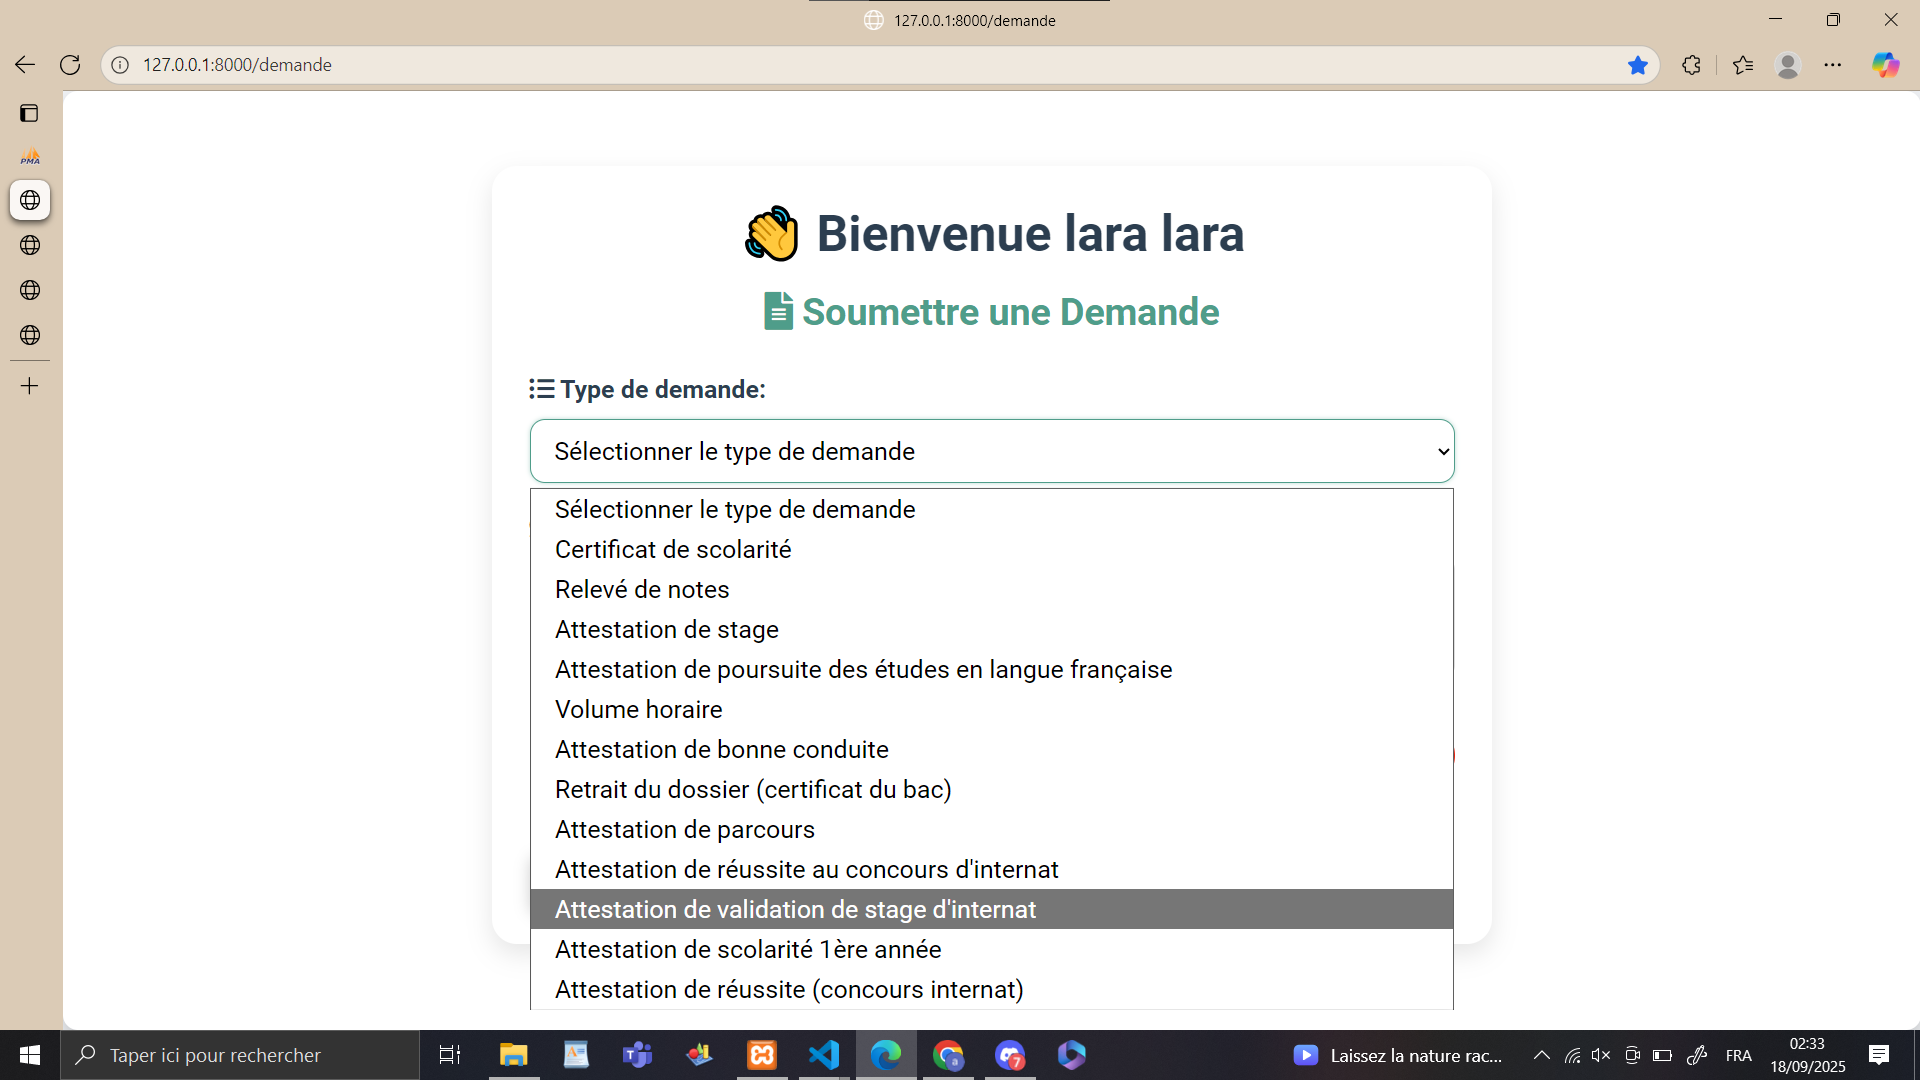 127.0.0.1:8000/demande
127.0.0.1:8000/demande
PMA
Bienvenue lara lara
Soumettre une Demande
Type de demande:
Sélectionner le type de demande
Sélectionner le type de demande
Certificat de scolarité
Relevé de notes
Attestation de stage
Attestation de poursuite des études en langue française
Volume horaire
Attestation de bonne conduite
Retrait du dossier (certificat du bac)
Attestation de parcours
Attestation de réussite au concours d'internat
Attestation de validation de stage d'internat
Attestation de scolarité 1ère année
Attestation de réussite (concours internat)
Taper ici pour rechercher
a
7
Laissez la nature rac...
FRA
02:33
18/09/2025